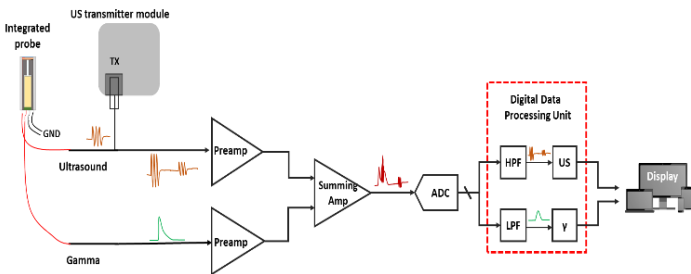 US transmitter module
Integrated
probe
TX
GND
Ultrasound
Gamma
Preamp
Preamp
Summing
Amp
ADC
Digital Data
Processing Unit
HPF
US
LPF
γ
Display